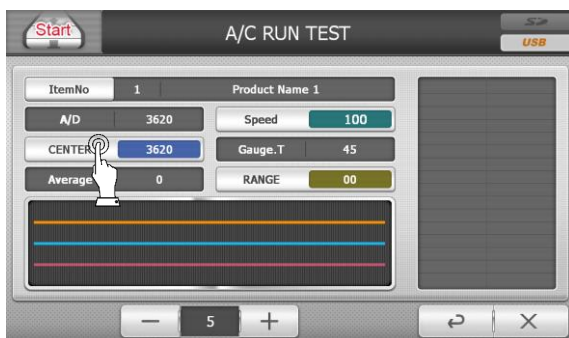 Start
A/C RUN TEST
SD
USB
ItemNo 1 Product Name 1
A/D 3620 Speed 100
CENTER 3620 Gauge.T 45
Average 0 RANGE 00
— 5 +